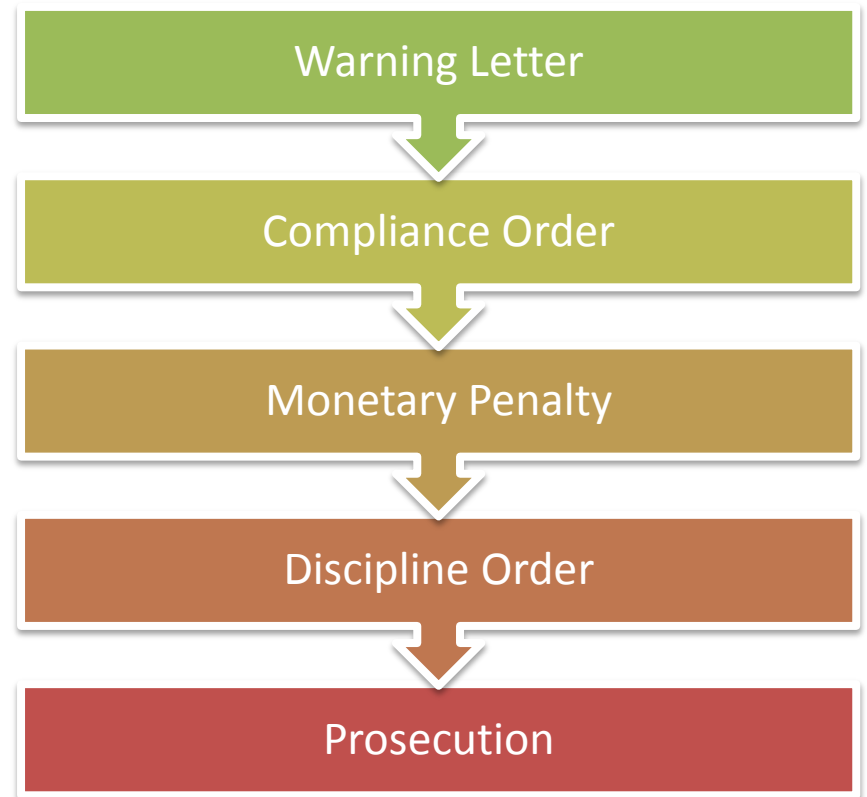 Warning Letter
Compliance Order
Monetary Penalty
Discipline Order
Prosecution